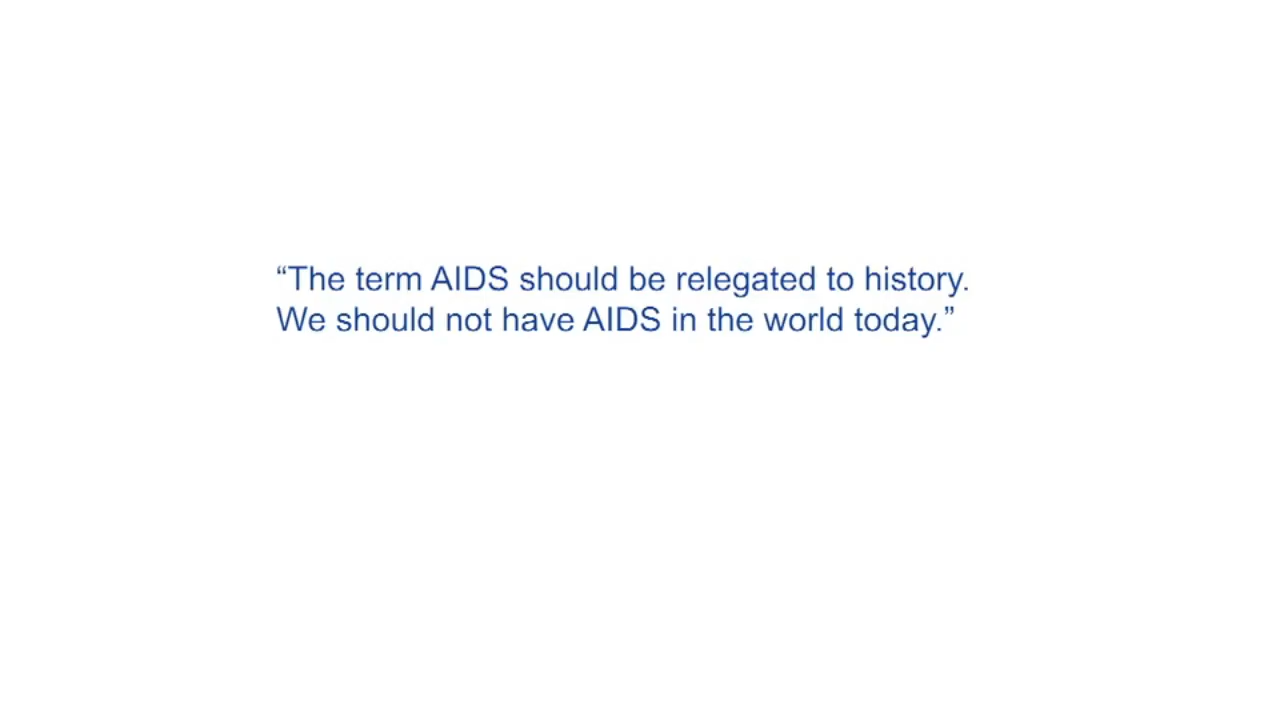 “The term AIDS should be relegated to history.
We should not have AIDS in the world today.”